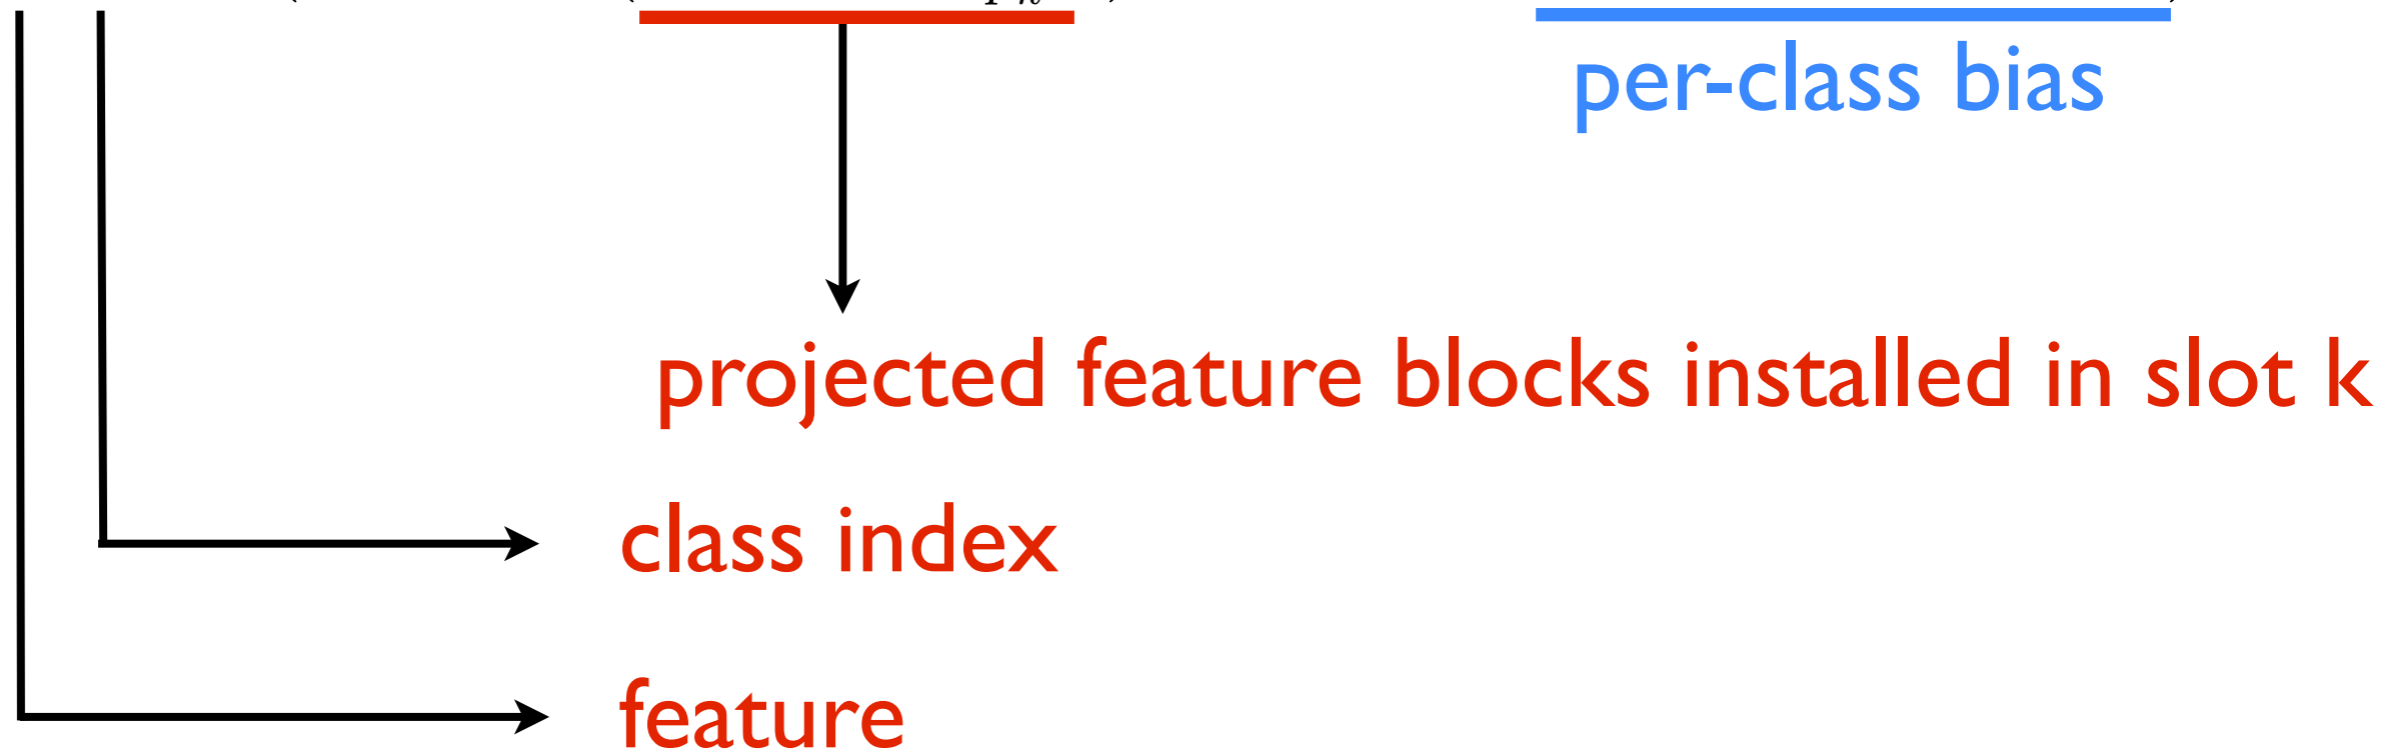 per-class bias
projected feature blocks installed in slot k
class index
feature